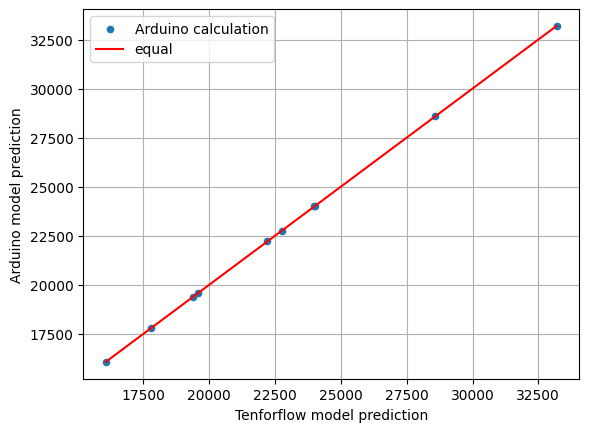 Arduino calculation
equal
32500
30000
27500
25000
22500
20000
17500
Arduino model prediction
17500 20000 22500 25000 27500 30000 32500
Tenforflow model prediction